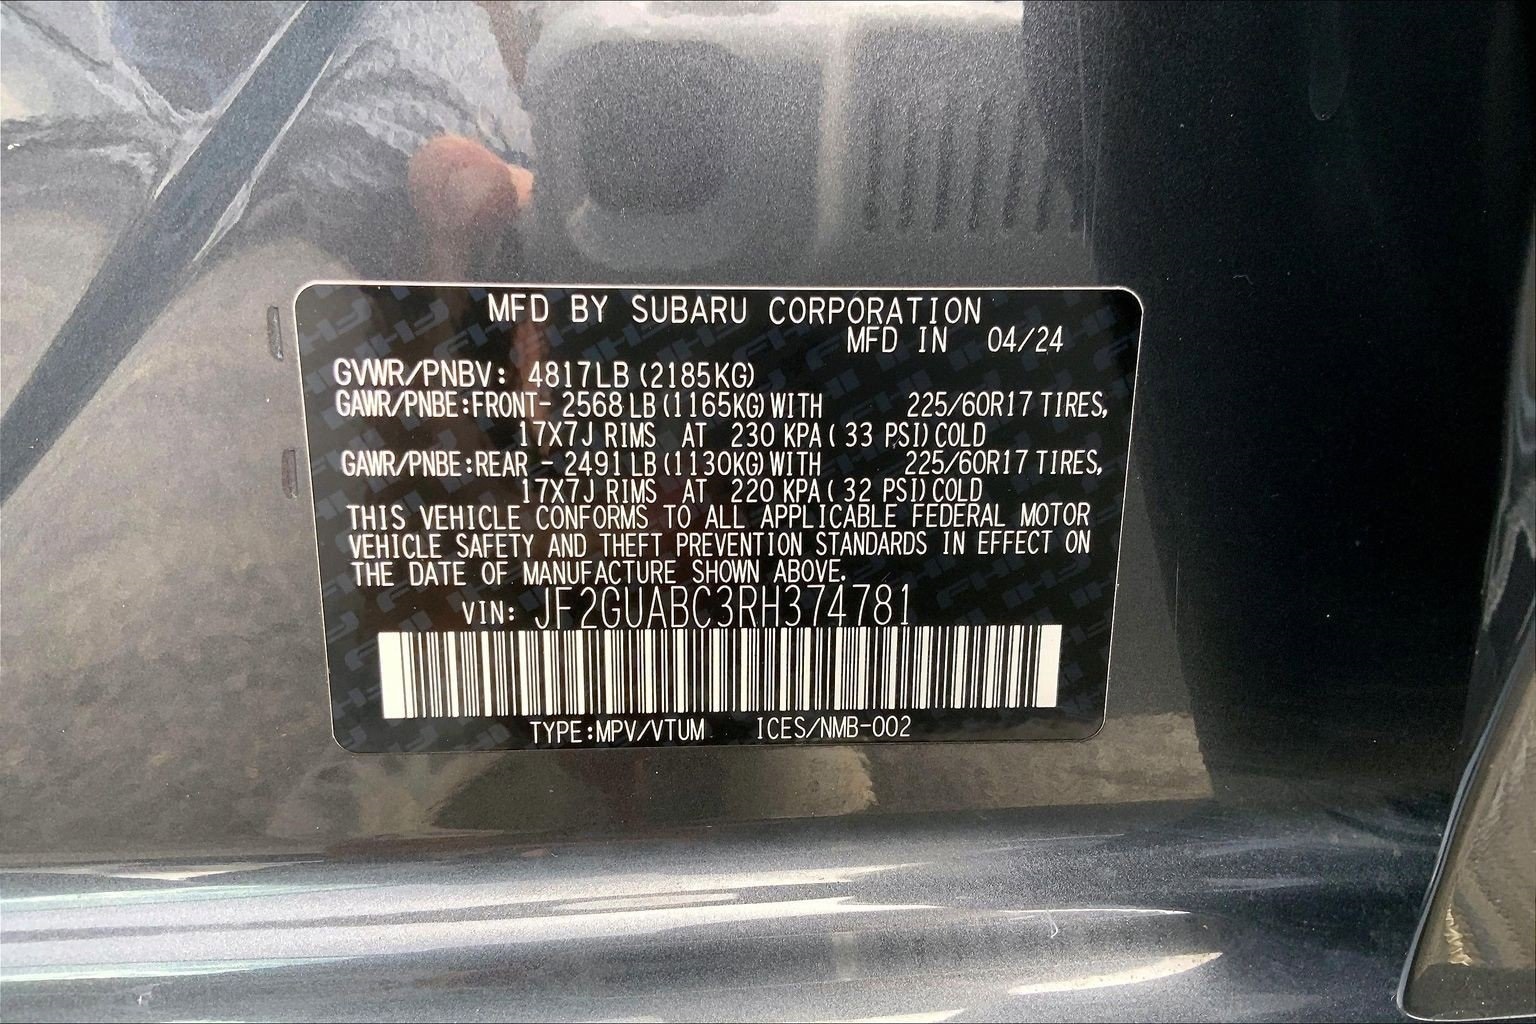 MFD BY SUBARU CORPORATION
MFD IN 04/24
GVWR/PNBV: 4817LB (2185KG)
GAWR/PNBE:FRONT- 2568 LB (1165KG) WITH 225/60R17 TIRES,
17X7J RIMS AT 230 KPA ( 33 PSI) COLD
GAWR/PNBE:REAR - 2491 LB (1130KG) WITH 225/60R17 TIRES,
17X7J RIMS AT 220 KPA ( 32 PSI) COLD
THIS VEHICLE CONFORMS TO ALL APPLICABLE FEDERAL MOTOR
VEHICLE SAFETY AND THEFT PREVENTION STANDARDS IN EFFECT ON
THE DATE OF MANUFACTURE SHOWN ABOVE.
VIN: JF2GUABC3RH374781
TYPE:MPV/VTUM ICES/NMB-002